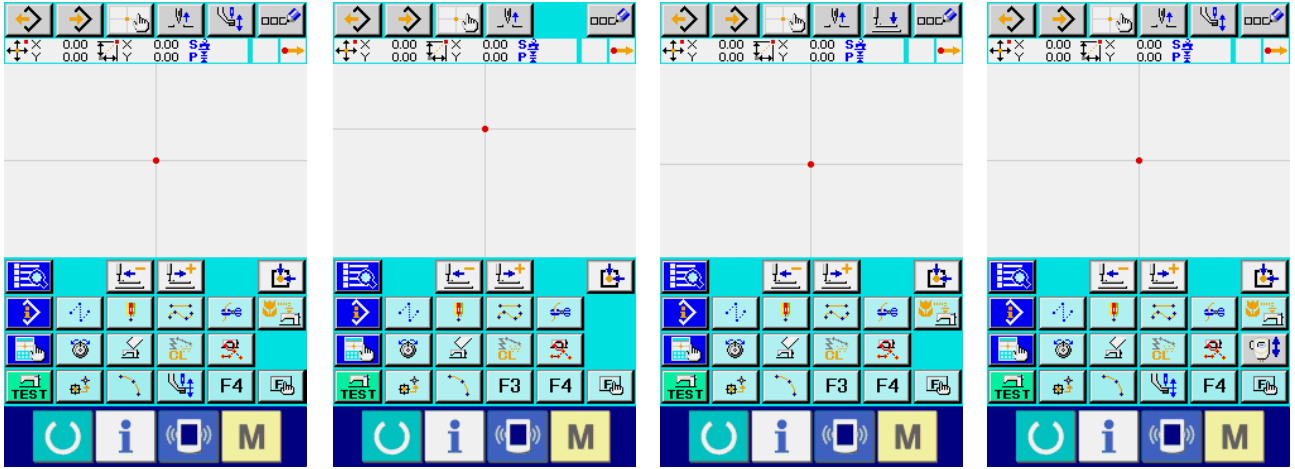 X 0.00 X 0.00 S
Y 0.00 Y 0.00 P
i
CL
TEST F4 F
i M
X 0.00 X 0.00 S
Y 0.00 Y 0.00 P
i
CL
TEST F3 F4 F
i M
X 0.00 X 0.00 S
Y 0.00 Y 0.00 P
i
CL
TEST F3 F4 F
i M
X 0.00 X 0.00 S
Y 0.00 Y 0.00 P
i
CL
TEST F4 F
i M